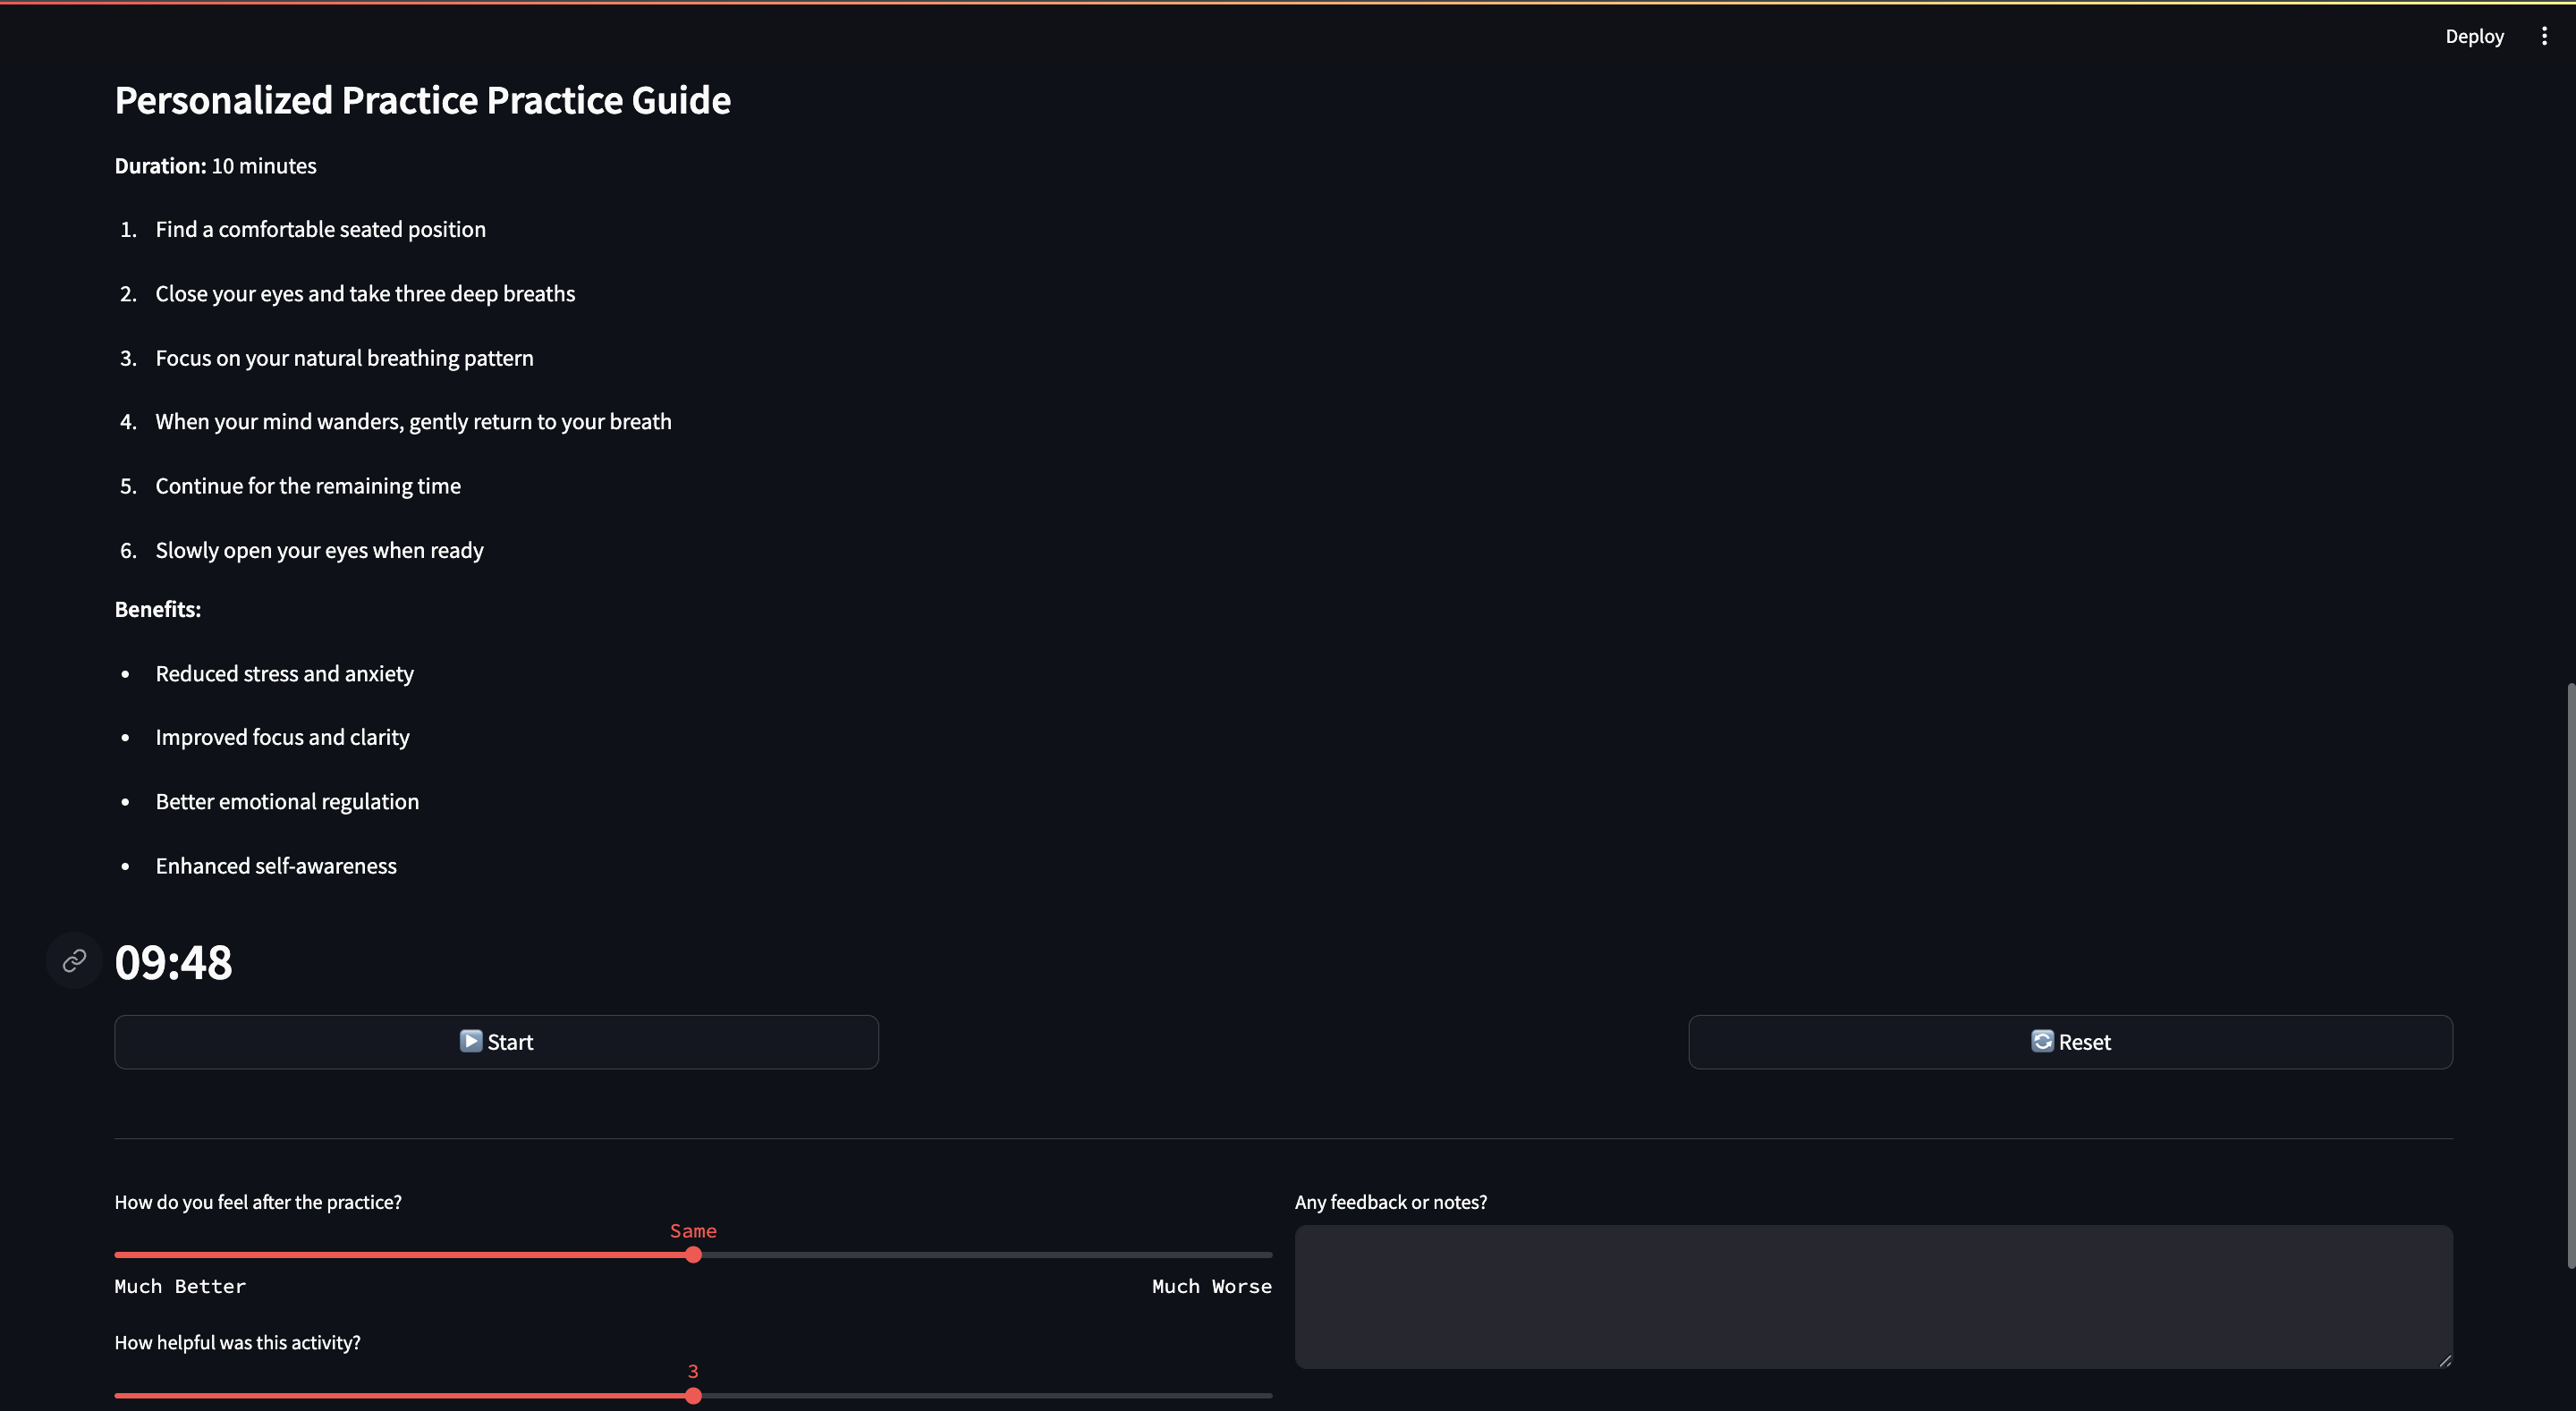 Deploy
Personalized Practice Practice Guide
Duration: 10 minutes
1. Find a comfortable seated position
2. Close your eyes and take three deep breaths
3. Focus on your natural breathing pattern
4. When your mind wanders, gently return to your breath
5. Continue for the remaining time
6. Slowly open your eyes when ready
Benefits:
• Reduced stress and anxiety
• Improved focus and clarity
• Better emotional regulation
• Enhanced self-awareness
09:48
Start
Reset
How do you feel after the practice?
Same
Much Better
Much Worse
How helpful was this activity?
3
Any feedback or notes?